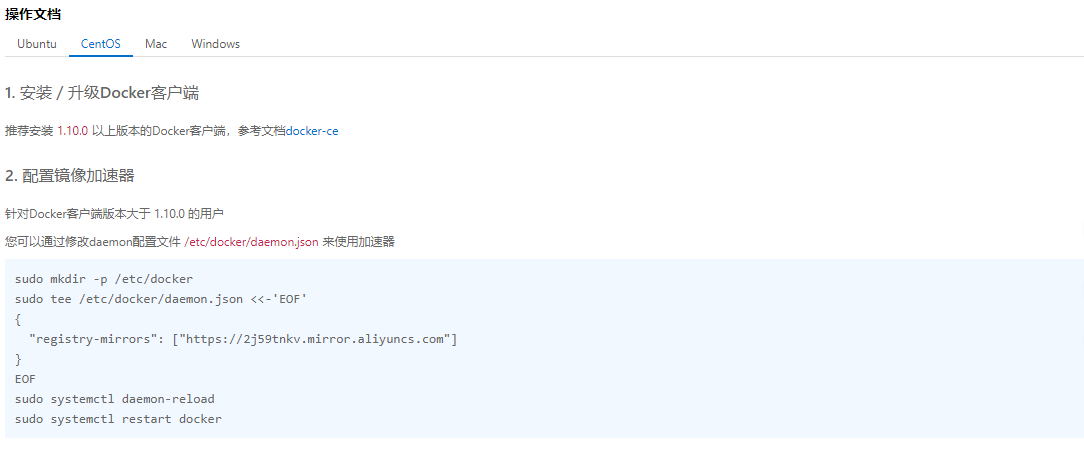 操作文档
Ubuntu CentOS Mac Windows
1. 安装 / 升级Docker客户端
推荐安装 1.10.0 以上版本的Docker客户端，参考文档docker-ce
2. 配置镜像加速器
针对Docker客户端版本大于 1.10.0 的用户
您可以通过修改daemon配置文件 /etc/docker/daemon.json 来使用加速器
sudo mkdir -p /etc/docker
sudo tee /etc/docker/daemon.json <<-'EOF'
{
  "registry-mirrors": ["https://2j59tnkv.mirror.aliyuncs.com"]
}
EOF
sudo systemctl daemon-reload
sudo systemctl restart docker